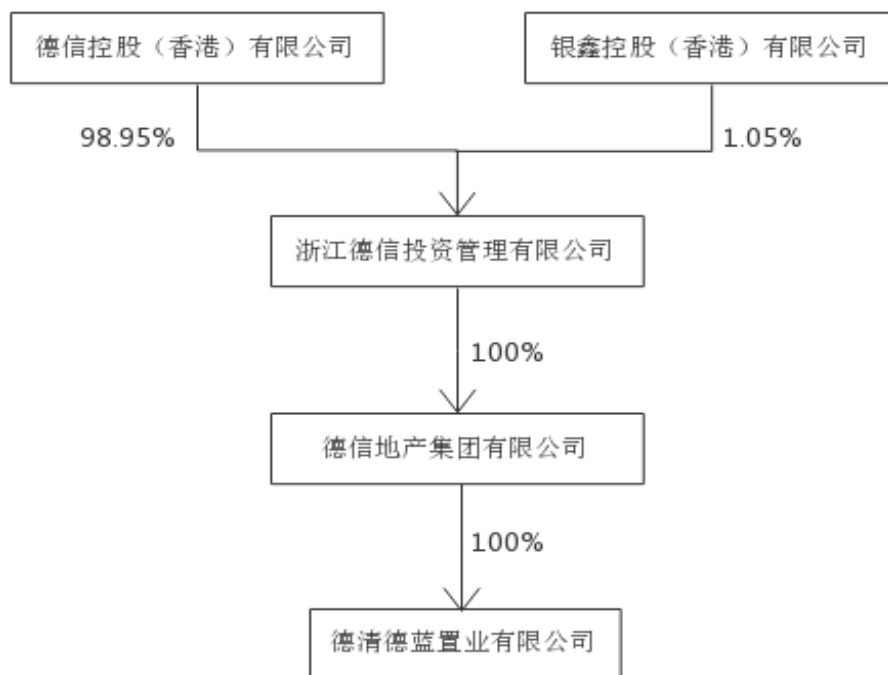 德信控股（香港）有限公司
银鑫控股（香港）有限公司
98.95%
1.05%
浙江德信投资管理有限公司
100%
德信地产集团有限公司
100%
德清德蓝置业有限公司